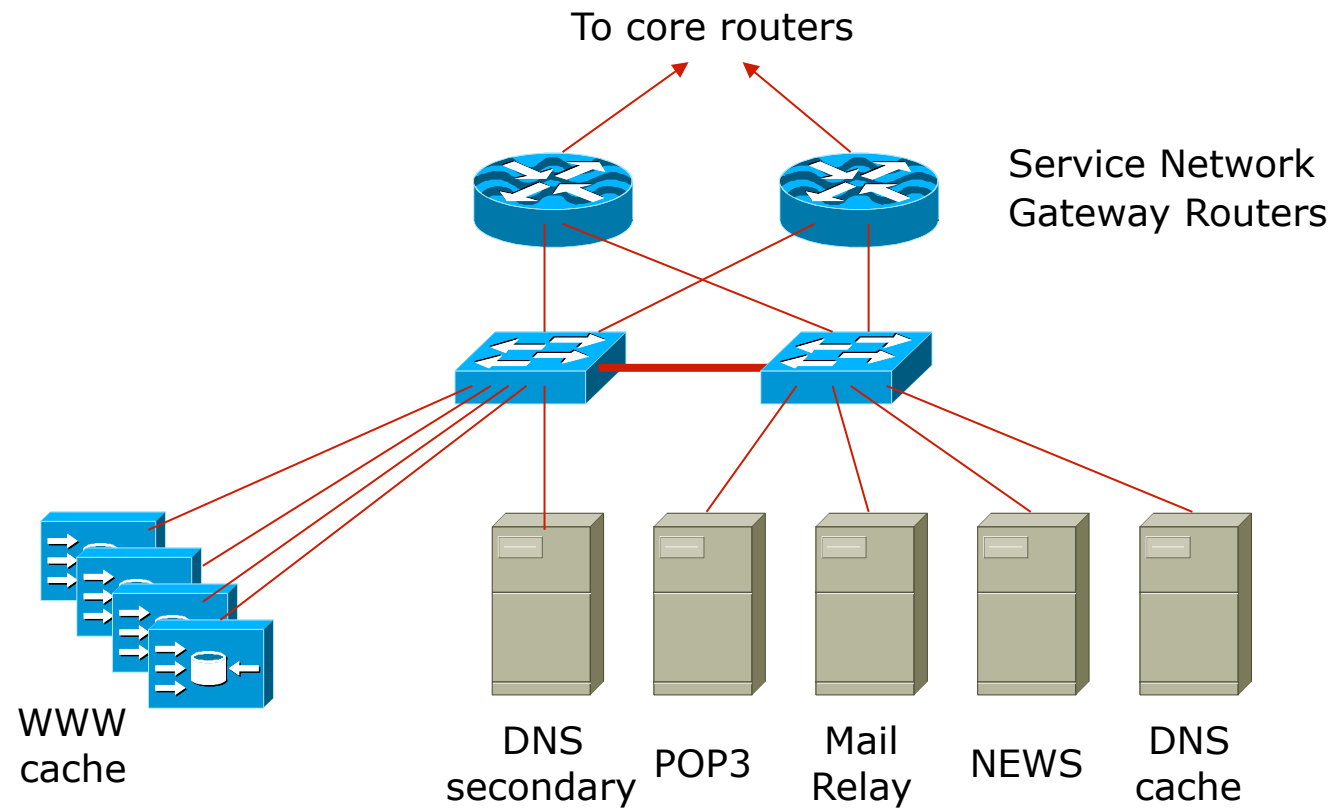 To core routers
Service Network
Gateway Routers
WWW
cache
DNS
secondary
POP3
Mail
Relay
NEWS
DNS
cache